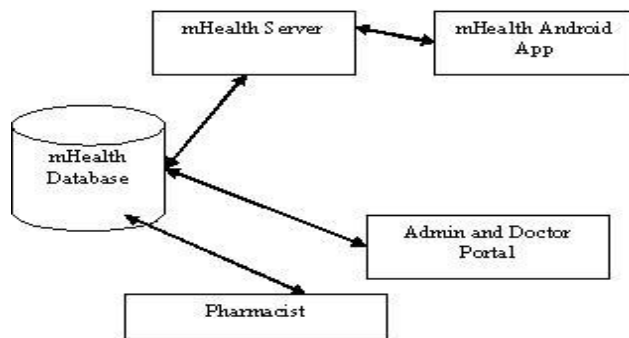 mHealth Server
mHealth Android
App
mHealth
Database
Admin and Doctor
Portal
Pharmacist